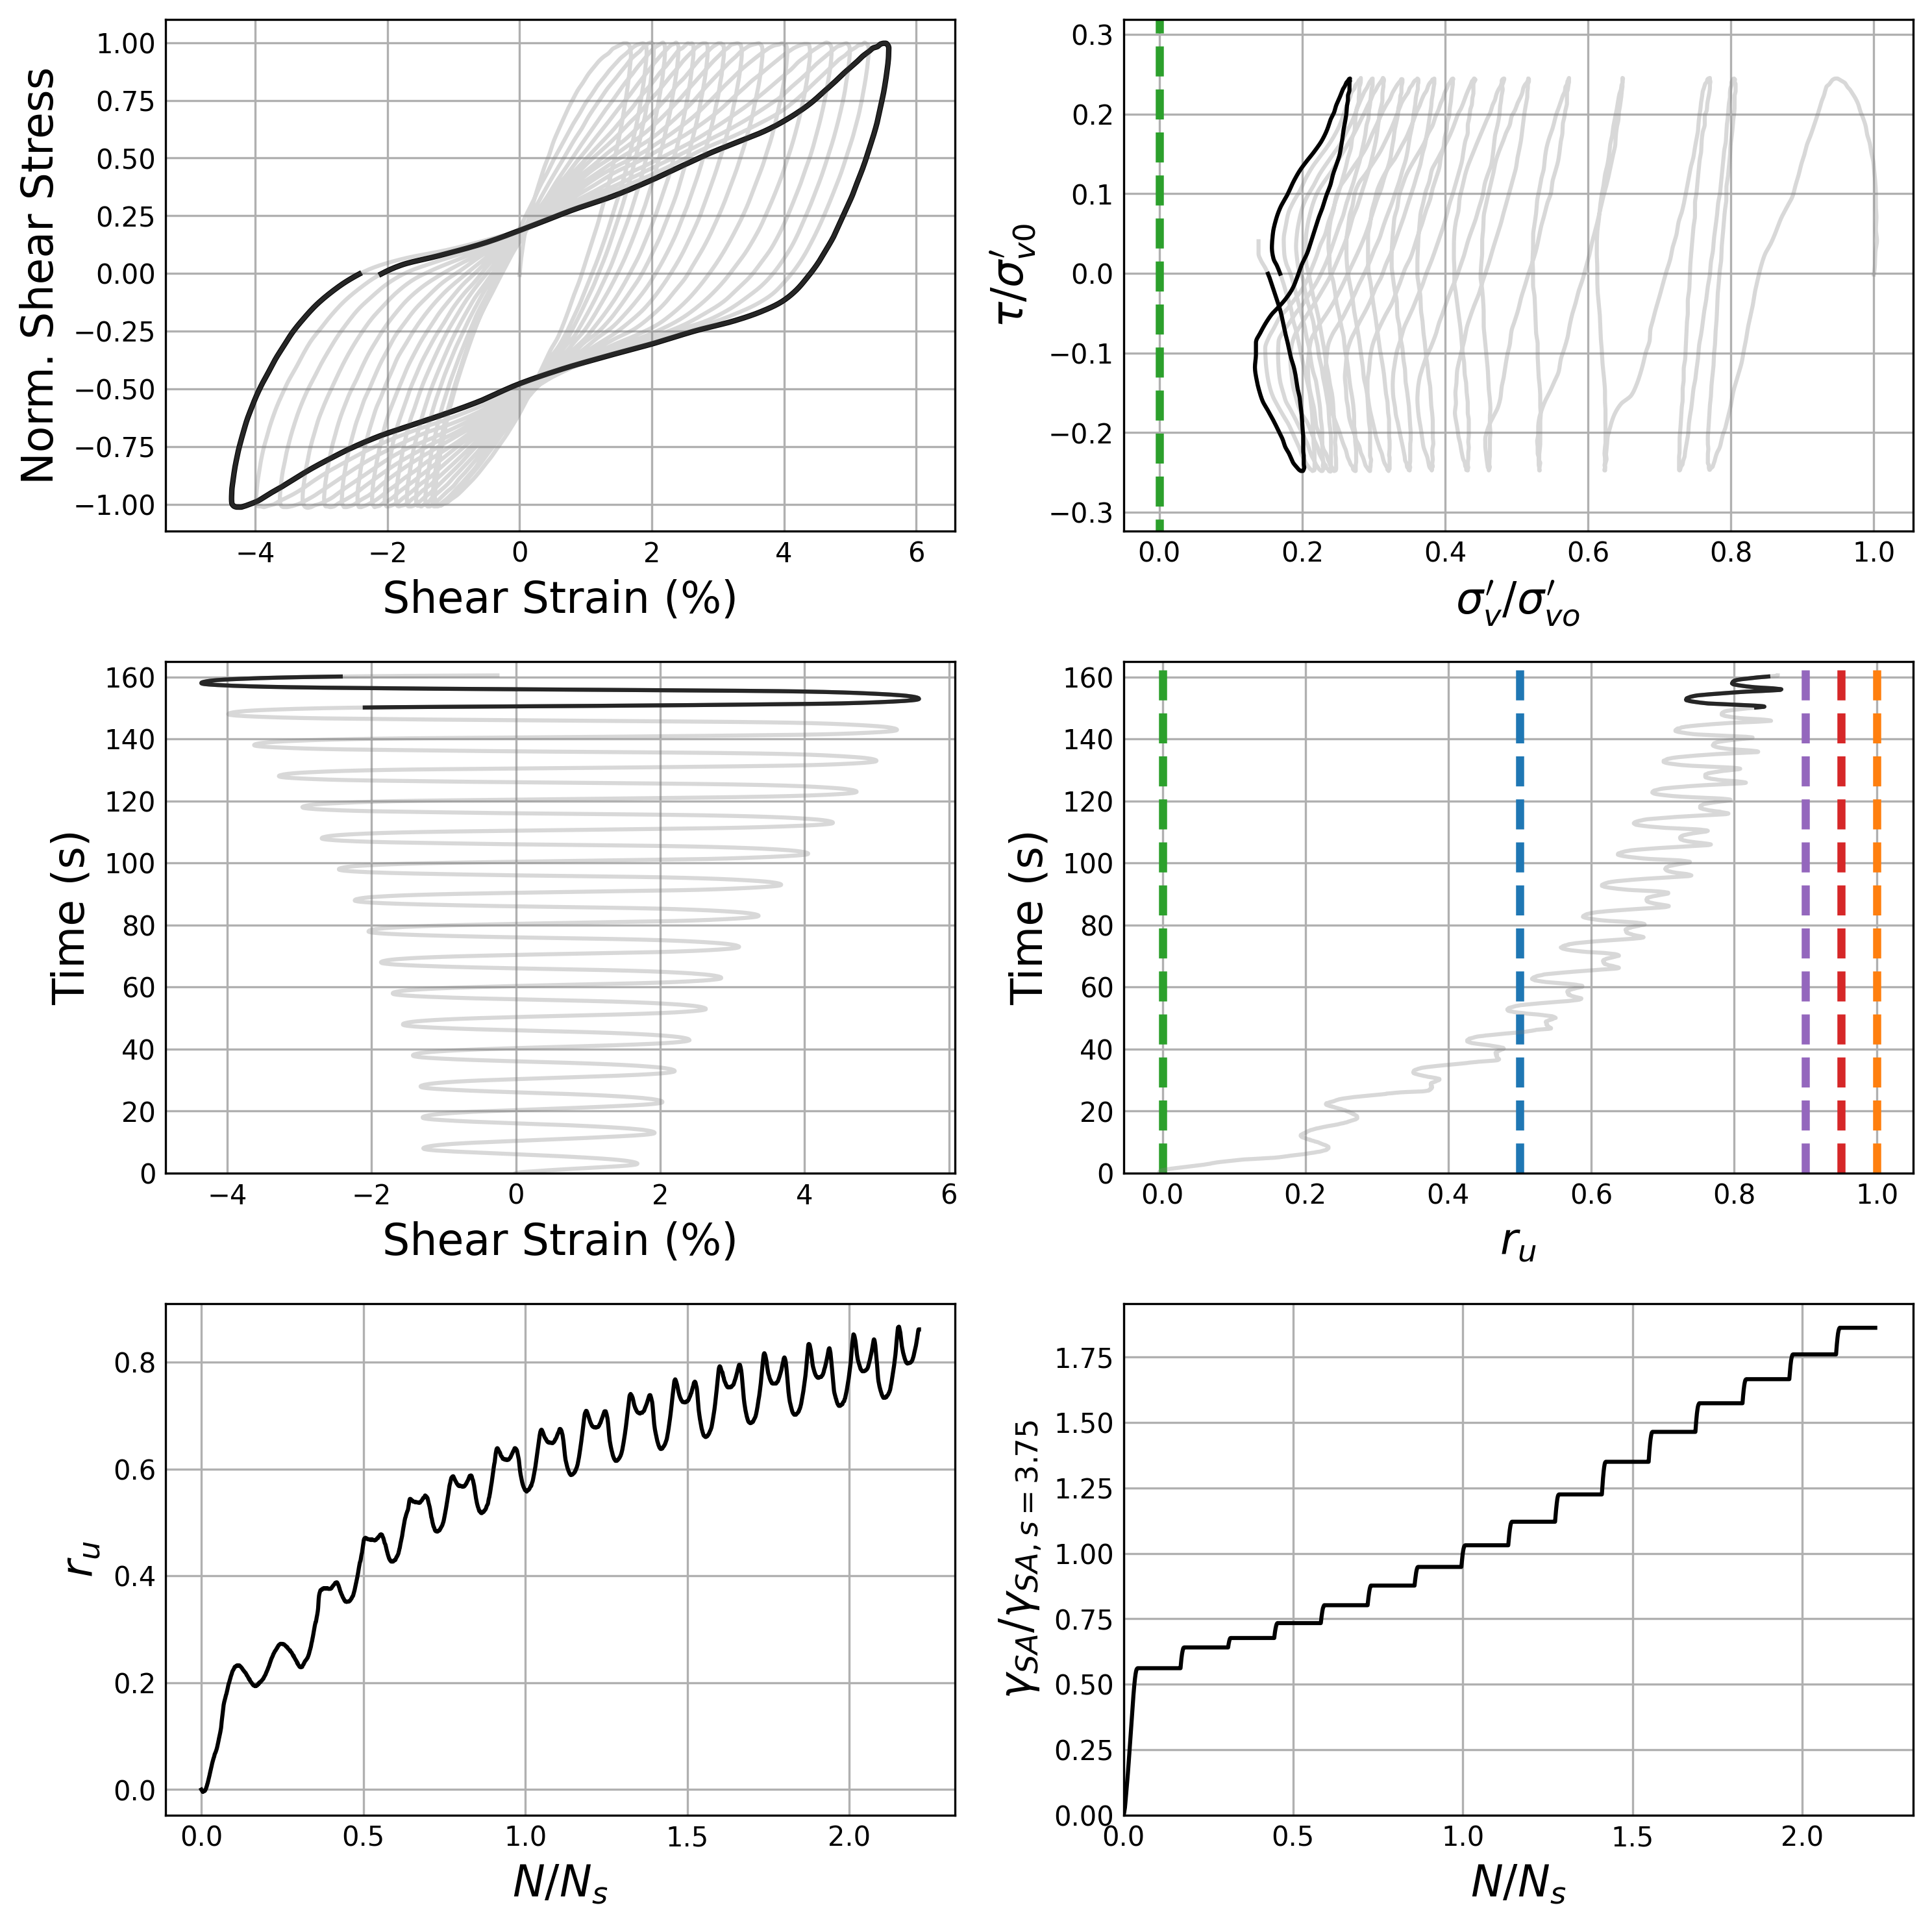 1.00
0.75
0.50
0.25
0.00
−0.25
−0.50
−0.75
−1.00
Norm. Shear Stress
−4 −2 0 2 4 6
Shear Strain (%)
0.3
0.2
0.1
0.0
−0.1
−0.2
−0.3
τ/σ′v0
0.0 0.2 0.4 0.6 0.8 1.0
σ′v/σ′vo
160
140
120
100
80
60
40
20
0
Time (s)
−4 −2 0 2 4 6
Shear Strain (%)
160
140
120
100
80
60
40
20
0
Time (s)
0.0 0.2 0.4 0.6 0.8 1.0
ru
0.8
0.6
0.4
0.2
0.0
ru
0.0 0.5 1.0 1.5 2.0
N/Ns
1.75
1.50
1.25
1.00
0.75
0.50
0.25
0.00
γSA/γSA, s = 3.75
0.0 0.5 1.0 1.5 2.0
N/Ns